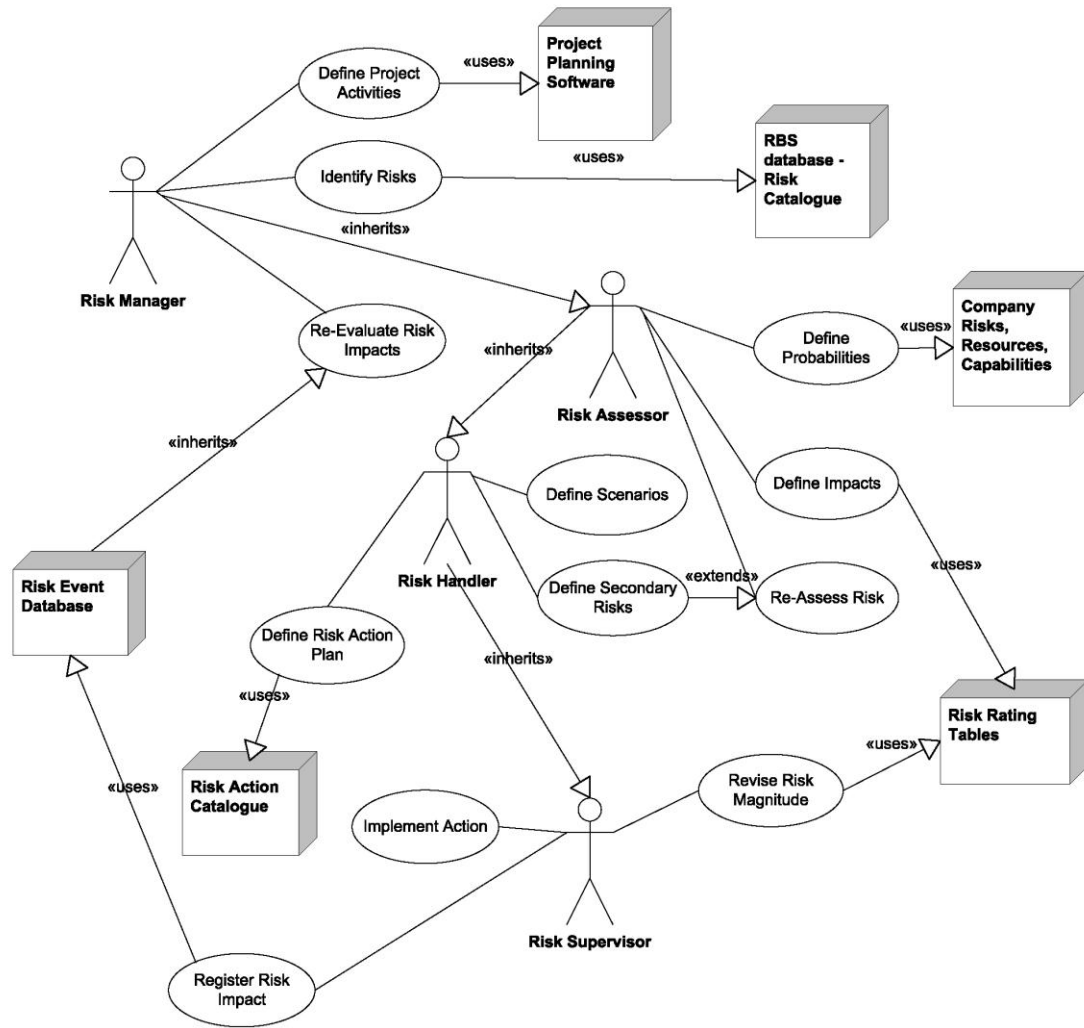 Project
Planning
Software
«uses»
Define Project
Activities
RBS
database -
Risk
Catalogue
«uses»
Identify Risks
«inherits»
Risk Manager
Company
Risks,
Resources,
Capabilities
«uses»
Re-Evaluate Risk
Impacts
Define
Probabilities
«inherits»
Risk Assessor
«inherits»
Define Scenarios
Define Impacts
Risk Event
Database
Risk Handler
Define Secondary
Risks
«extends»
Re-Assess Risk
«uses»
Define Risk Action
Plan
«inherits»
«uses»
Risk Rating
Tables
«uses»
Risk Action
Catalogue
«uses»
Revise Risk
Magnitude
Implement Action
Risk Supervisor
Register Risk
Impact